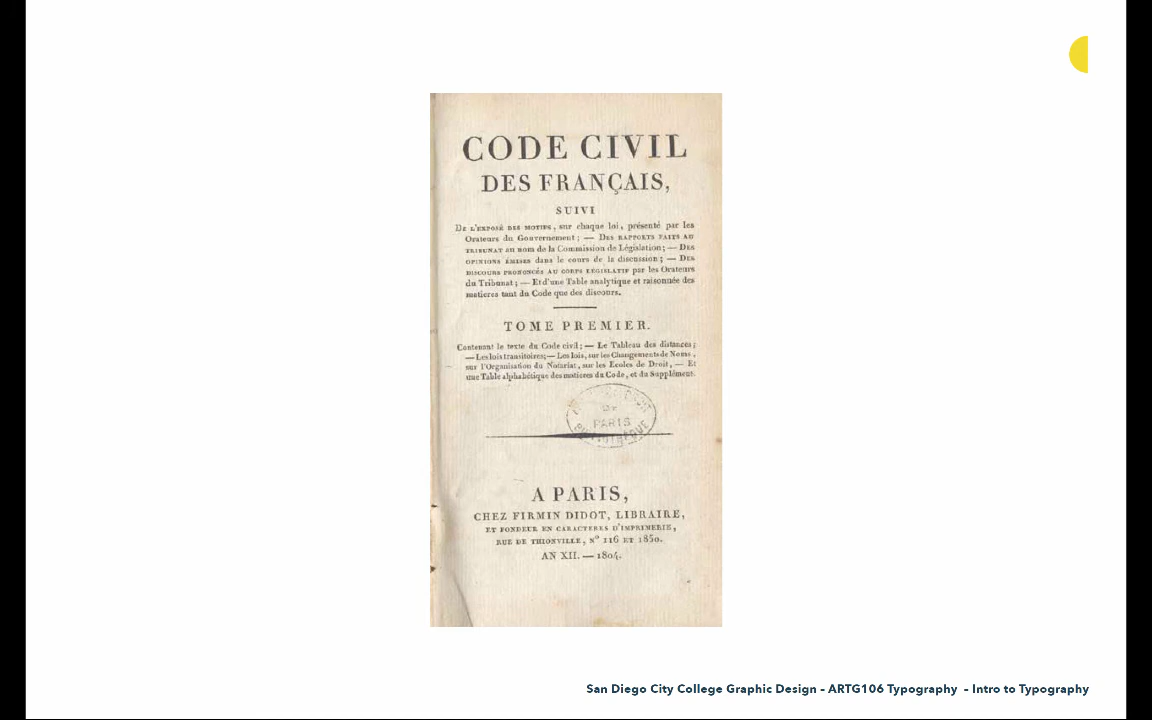 CODE CIVIL
DES FRANÇAIS,
SUIVI
DE L'EXPOSÉ DES MOTIFS, sur chaque loi, présenté par les
Orateurs du Gouvernement; — DES RAPPORTS FAITS AU
TRIBUNAT au nom de la Commission de Législation; — DES
OPINIONS ÉMISES dans le cours de la discussion; — DES
DISCOURS PRONONCÉS AU CORPS LÉGISLATIF par les Orateurs
du Tribunat; — Et d'une Table analytique et raisonnée des
matieres tant du Code que des discours.
TOME PREMIER.
Contenant le texte du Code civil; — Le Tableau des distances;
— Les lois transitoires; — Les lois, sur les Changements de Noms,
sur l'Organisation du Notariat, sur les Ecoles de Droit, — Et
une Table alphabétique des matieres du Code, et du Supplément.
DE
PARIS
BIBLIOTHÈQUE
A PARIS,
CHEZ FIRMIN DIDOT, LIBRAIRE,
ET FONDEUR EN CARACTERES D'IMPRIMERIE,
RUE DE THIONVILLE, N° 116 ET 1850.
AN XII. — 1804.
San Diego City College Graphic Design – ARTG106 Typography – Intro to Typography